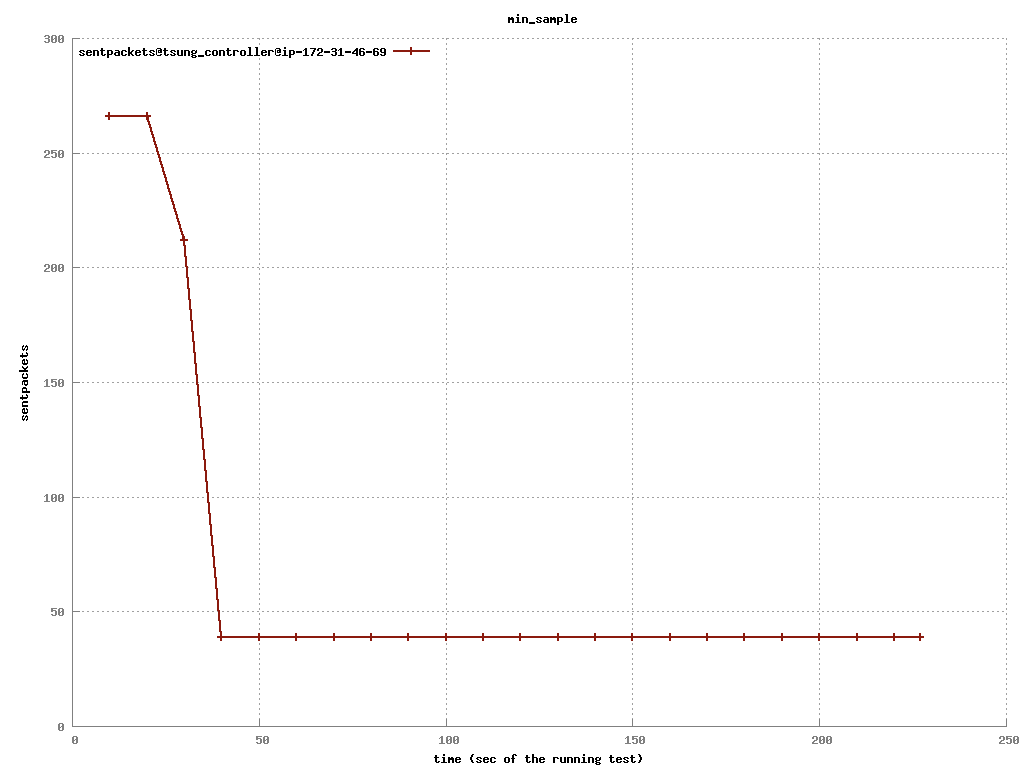 min_sample
300
sentpackets@tsung_controller@ip-172-31-46-69
250
200
150
100
50
0
sentpackets
0 50 100 150 200 250
time (sec of the running test)